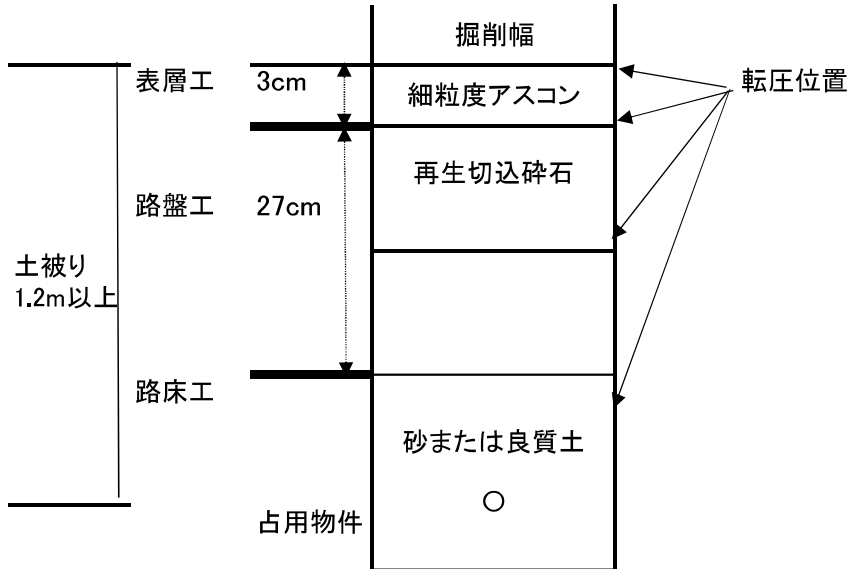 掘削幅
表層工
3cm
細粒度アスコン
転圧位置
再生切込砕石
路盤工
27cm
土被り
1.2m以上
路床工
砂または良質土
占用物件